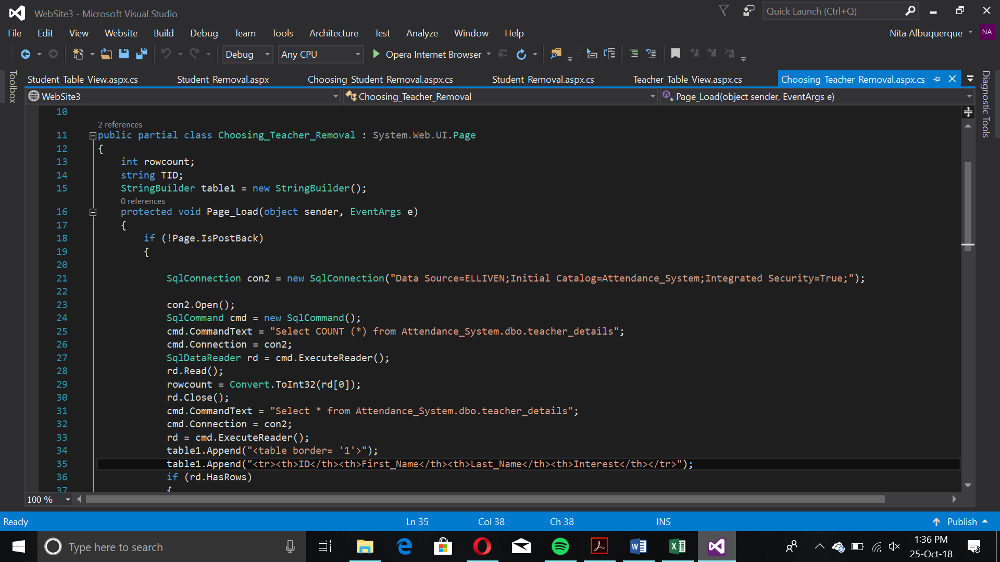 WebSite3 - Microsoft Visual Studio
Quick Launch (Ctrl+Q)
File Edit View Website Build Debug Team Tools Architecture Test Analyze Window Help
Nita Albuquerque NA
Debug Any CPU Opera Internet Browser
Toolbox
Student_Table_View.aspx.cs Student_Removal.aspx Choosing_Student_Removal.aspx.cs Student_Removal.aspx.cs Teacher_Table_View.aspx.cs Choosing_Teacher_Removal.aspx.cs
Diagnostic Tools
WebSite3 Choosing_Teacher_Removal Page_Load(object sender, EventArgs e)
10
2 references
11 public partial class Choosing_Teacher_Removal : System.Web.UI.Page
12 {
13 int rowcount;
14 string TID;
15 StringBuilder table1 = new StringBuilder();
0 references
16 protected void Page_Load(object sender, EventArgs e)
17 {
18 if (!Page.IsPostBack)
19 {
20
21 SqlConnection con2 = new SqlConnection("Data Source=ELLIVEN;Initial Catalog=Attendance_System;Integrated Security=True;");
22
23 con2.Open();
24 SqlCommand cmd = new SqlCommand();
25 cmd.CommandText = "Select COUNT (*) from Attendance_System.dbo.teacher_details";
26 cmd.Connection = con2;
27 SqlDataReader rd = cmd.ExecuteReader();
28 rd.Read();
29 rowcount = Convert.ToInt32(rd[0]);
30 rd.Close();
31 cmd.CommandText = "Select * from Attendance_System.dbo.teacher_details";
32 cmd.Connection = con2;
33 rd = cmd.ExecuteReader();
34 table1.Append("<table border= '1'>");
35 table1.Append("<tr><th>ID</th><th>First_Name</th><th>Last_Name</th><th>Interest</th></tr>");
36 if (rd.HasRows)
37 {
100 %
Ready Ln 35 Col 38 Ch 38 INS Publish
Type here to search
1:36 PM
25-Oct-18